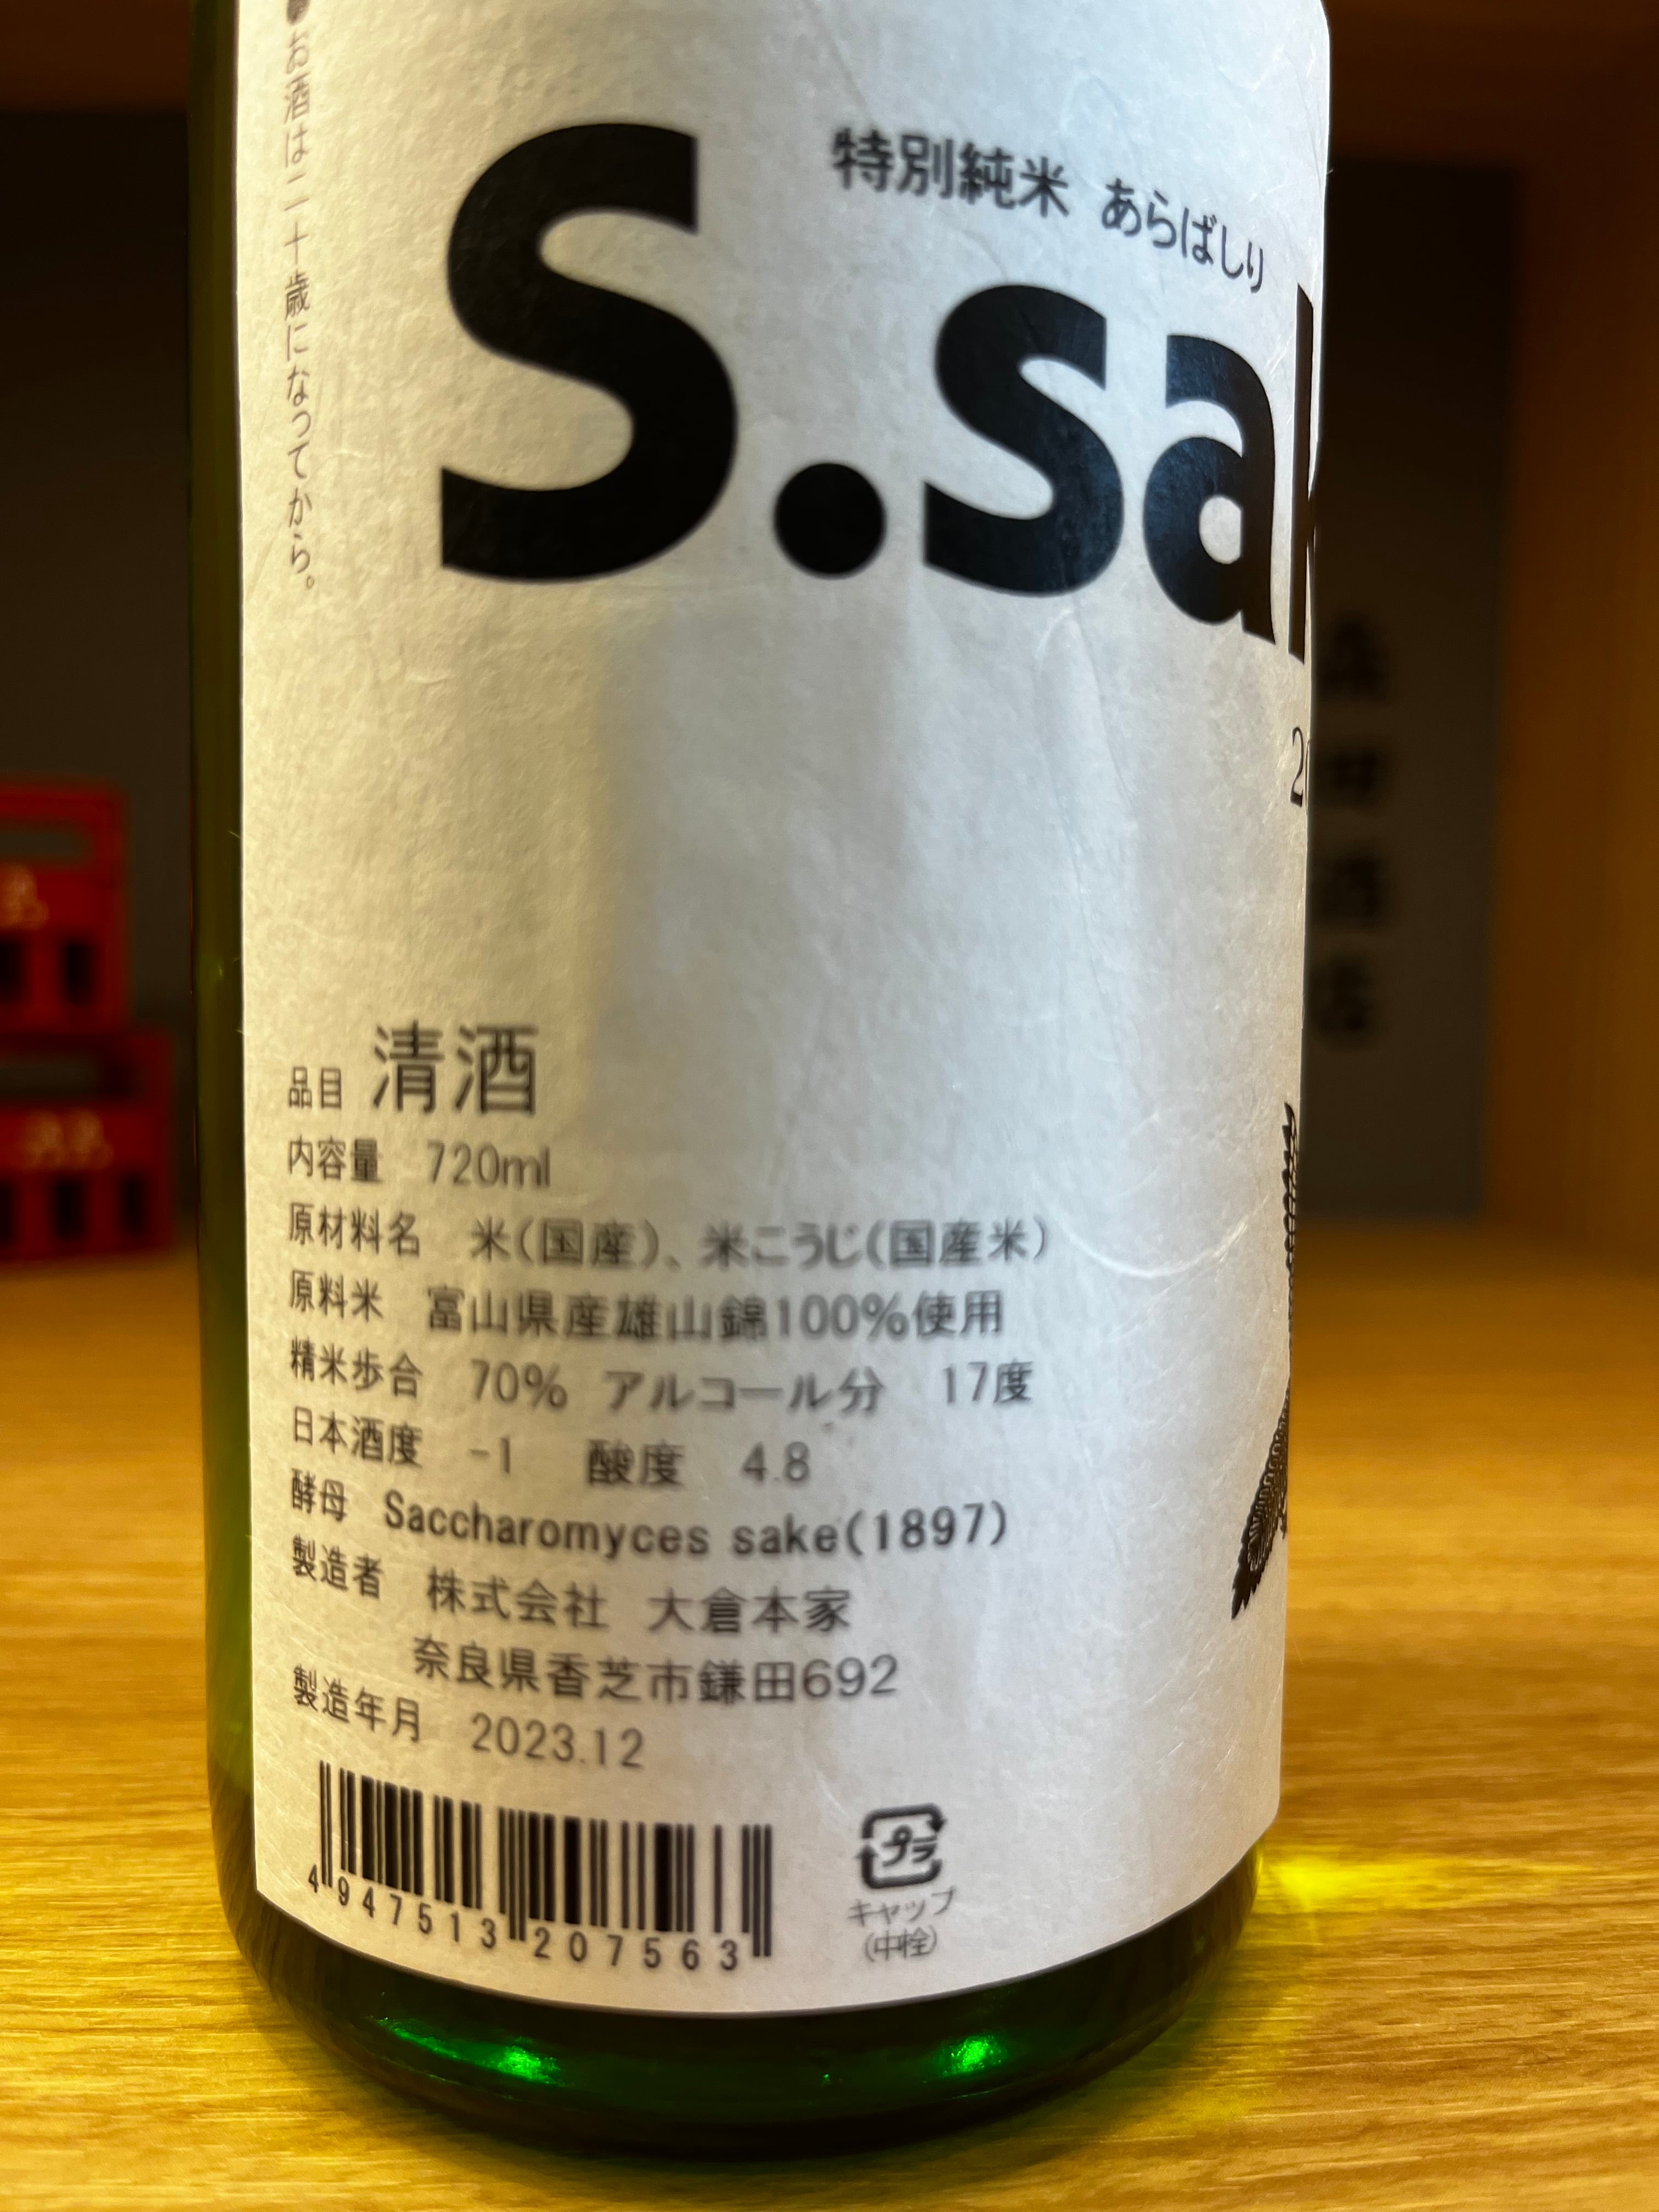 ●お酒は二十歳になってから。
特別純米 あらばしり
S.sa
品目 清酒
内容量 720ml
原材料名 米(国産)、米こうじ(国産米)
原料米 富山県産雄山錦100%使用
精米歩合 70% アルコール分 17度
日本酒度 -1 酸度 4.8
酵母 Saccharomyces sake(1897)
製造者 株式会社 大倉本家
奈良県香芝市鎌田692
製造年月 2023.12
4 947513 207563
プラ
キャップ
(中栓)